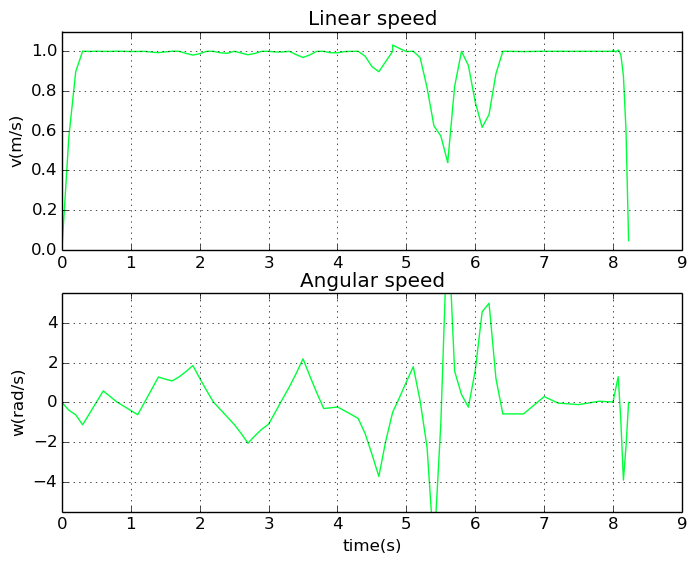 Linear speed
1.0
0.8
0.6
0.4
0.2
0.0
v(m/s)
0 1 2 3 4 5 6 7 8 9
Angular speed
4
2
0
−2
−4
w(rad/s)
0 1 2 3 4 5 6 7 8 9
time(s)